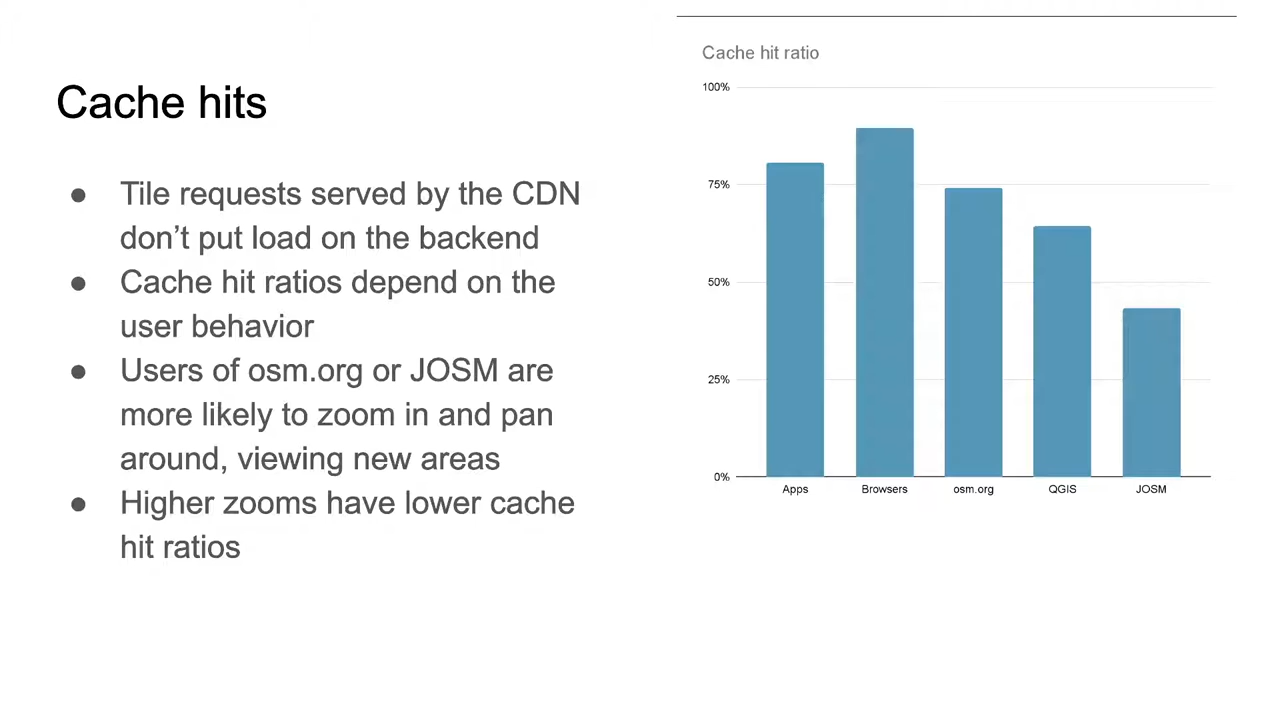 Cache hits
● Tile requests served by the CDN
don’t put load on the backend
● Cache hit ratios depend on the
user behavior
● Users of osm.org or JOSM are
more likely to zoom in and pan
around, viewing new areas
● Higher zooms have lower cache
hit ratios
Cache hit ratio
100%
75%
50%
25%
0%
Apps Browsers osm.org QGIS JOSM